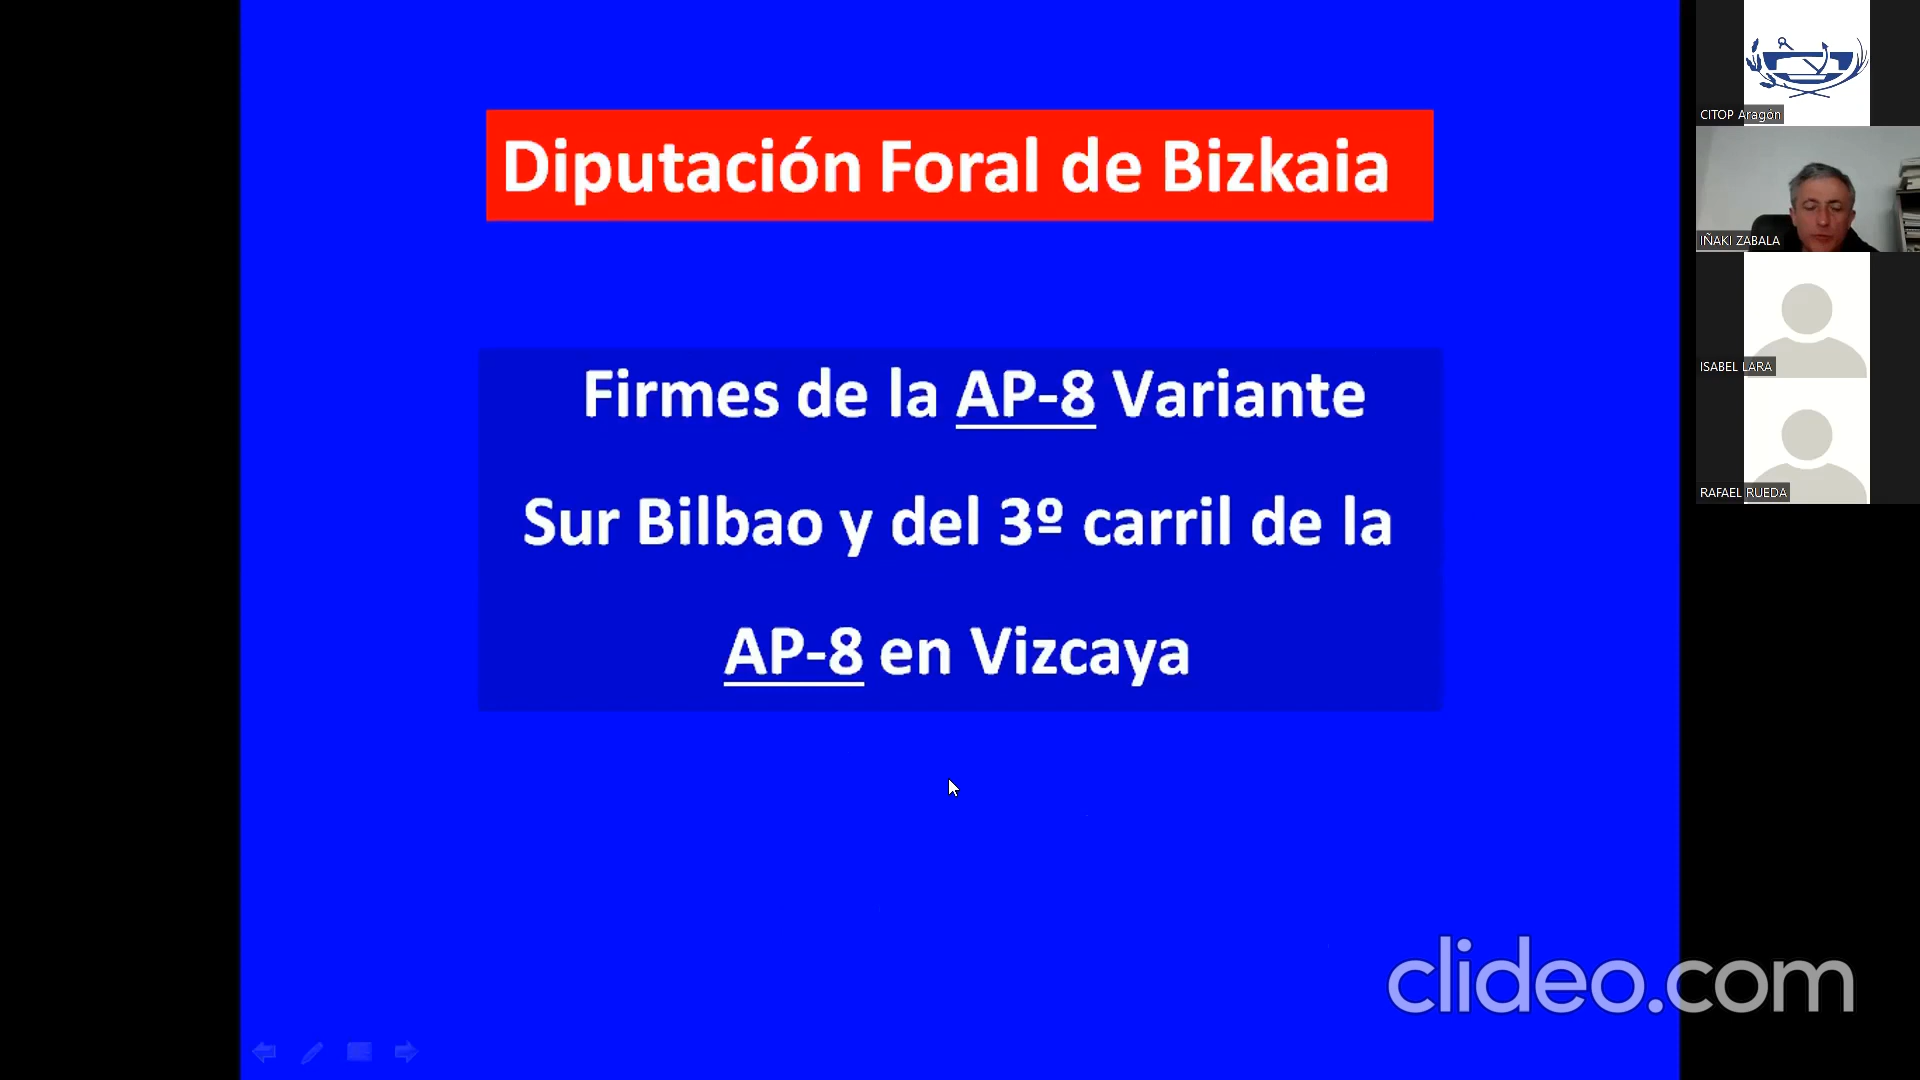 Diputación Foral de Bizkaia
Firmes de la AP-8 Variante
Sur Bilbao y del 3º carril de la
AP-8 en Vizcaya
CITOP Aragón
IÑAKI ZABALA
ISABEL LARA
RAFAEL RUEDA
clideo.com